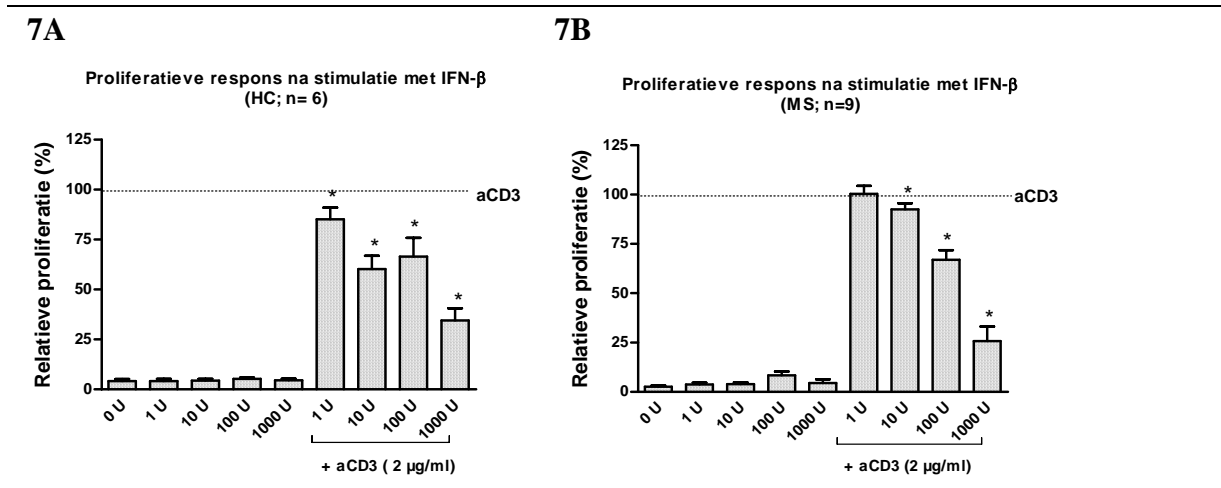 7A
Proliferatieve respons na stimulatie met IFN-β
(HC; n= 6)
Relatieve proliferatie (%)
125
100
75
50
25
0
aCD3
*
*
*
*
0 U
1 U
10 U
100 U
1000 U
1 U
10 U
100 U
1000 U
+ aCD3 ( 2 µg/ml)
7B
Proliferatieve respons na stimulatie met IFN-β
(MS; n=9)
Relatieve proliferatie (%)
125
100
75
50
25
0
aCD3
*
*
*
0 U
1 U
10 U
100 U
1000 U
1 U
10 U
100 U
1000 U
+ aCD3 (2 µg/ml)